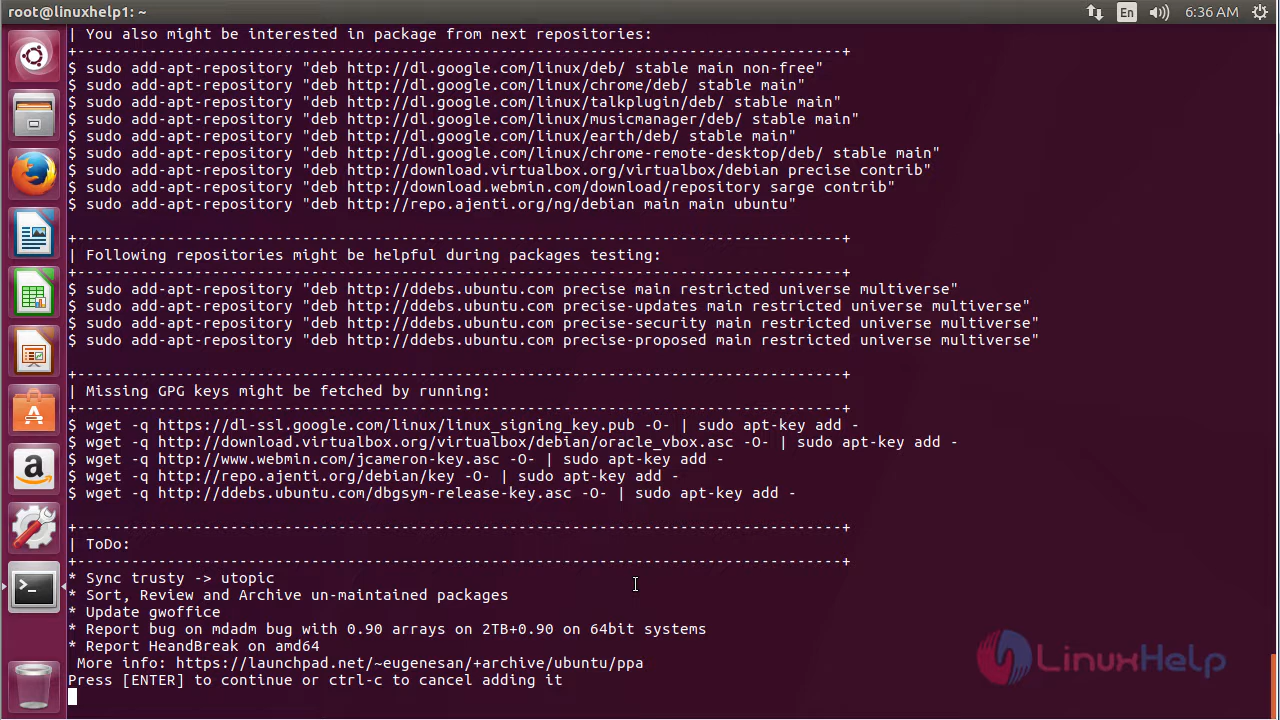 root@linuxhelp1: ~
En
6:36 AM
| You also might be interested in package from next repositories:
+------------------------------------------------------------------------------------+
$ sudo add-apt-repository "deb http://dl.google.com/linux/deb/ stable main non-free"
$ sudo add-apt-repository "deb http://dl.google.com/linux/chrome/deb/ stable main"
$ sudo add-apt-repository "deb http://dl.google.com/linux/talkplugin/deb/ stable main"
$ sudo add-apt-repository "deb http://dl.google.com/linux/musicmanager/deb/ stable main"
$ sudo add-apt-repository "deb http://dl.google.com/linux/earth/deb/ stable main"
$ sudo add-apt-repository "deb http://dl.google.com/linux/chrome-remote-desktop/deb/ stable main"
$ sudo add-apt-repository "deb http://download.virtualbox.org/virtualbox/debian precise contrib"
$ sudo add-apt-repository "deb http://download.webmin.com/download/repository sarge contrib"
$ sudo add-apt-repository "deb http://repo.ajenti.org/ng/debian main main ubuntu"
+------------------------------------------------------------------------------------+
| Following repositories might be helpful during packages testing:
+------------------------------------------------------------------------------------+
$ sudo add-apt-repository "deb http://ddebs.ubuntu.com precise main restricted universe multiverse"
$ sudo add-apt-repository "deb http://ddebs.ubuntu.com precise-updates main restricted universe multiverse"
$ sudo add-apt-repository "deb http://ddebs.ubuntu.com precise-security main restricted universe multiverse"
$ sudo add-apt-repository "deb http://ddebs.ubuntu.com precise-proposed main restricted universe multiverse"
+------------------------------------------------------------------------------------+
| Missing GPG keys might be fetched by running:
+------------------------------------------------------------------------------------+
$ wget -q https://dl-ssl.google.com/linux/linux_signing_key.pub -O- | sudo apt-key add -
$ wget -q http://download.virtualbox.org/virtualbox/debian/oracle_vbox.asc -O- | sudo apt-key add -
$ wget -q http://www.webmin.com/jcameron-key.asc -O- | sudo apt-key add -
$ wget -q http://repo.ajenti.org/debian/key -O- | sudo apt-key add -
$ wget -q http://ddebs.ubuntu.com/dbgsym-release-key.asc -O- | sudo apt-key add -
+------------------------------------------------------------------------------------+
| ToDo:
+------------------------------------------------------------------------------------+
* Sync trusty -> utopic
* Sort, Review and Archive un-maintained packages
* Update gwoffice
* Report bug on mdadm bug with 0.90 arrays on 2TB+0.90 on 64bit systems
* Report HeandBreak on amd64
More info: https://launchpad.net/~eugenesan/+archive/ubuntu/ppa
Press [ENTER] to continue or ctrl-c to cancel adding it
LinuxHelp